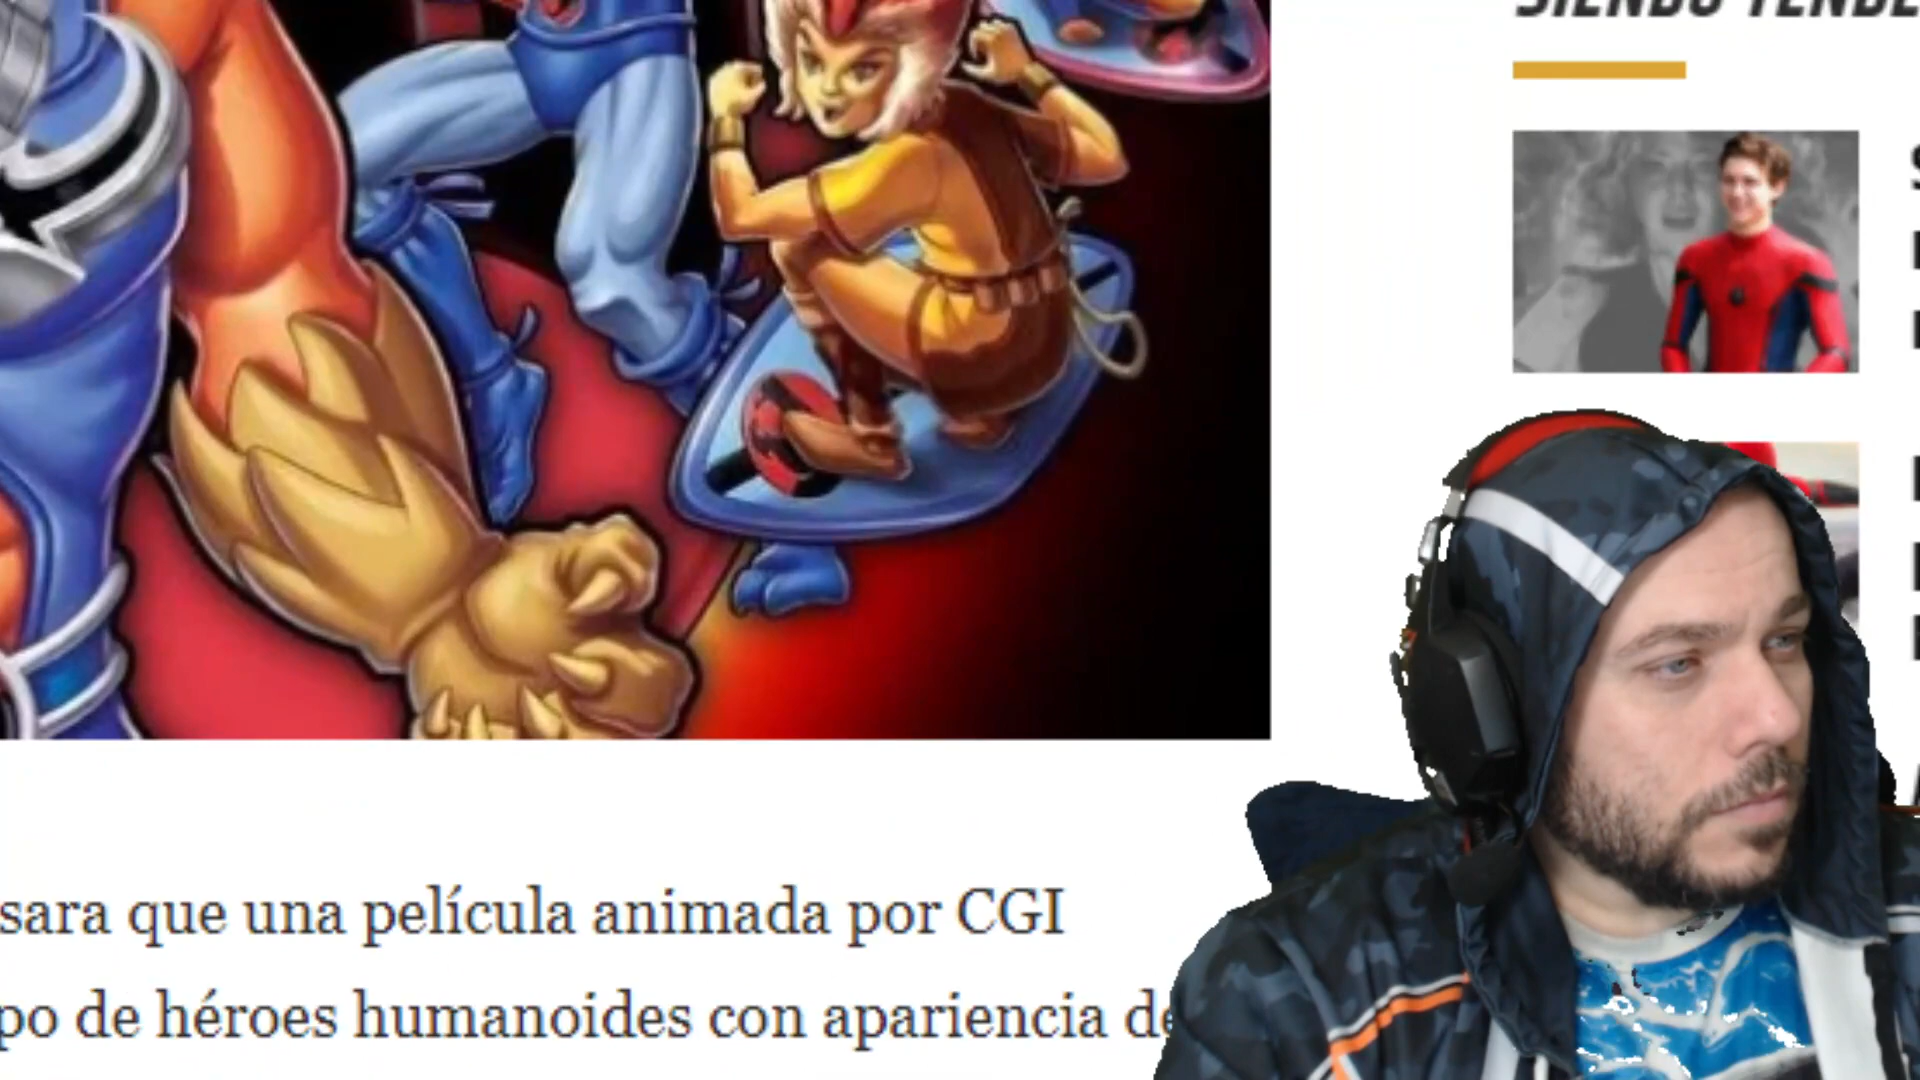 sara que una película animada por CGI
po de héroes humanoides con apariencia de